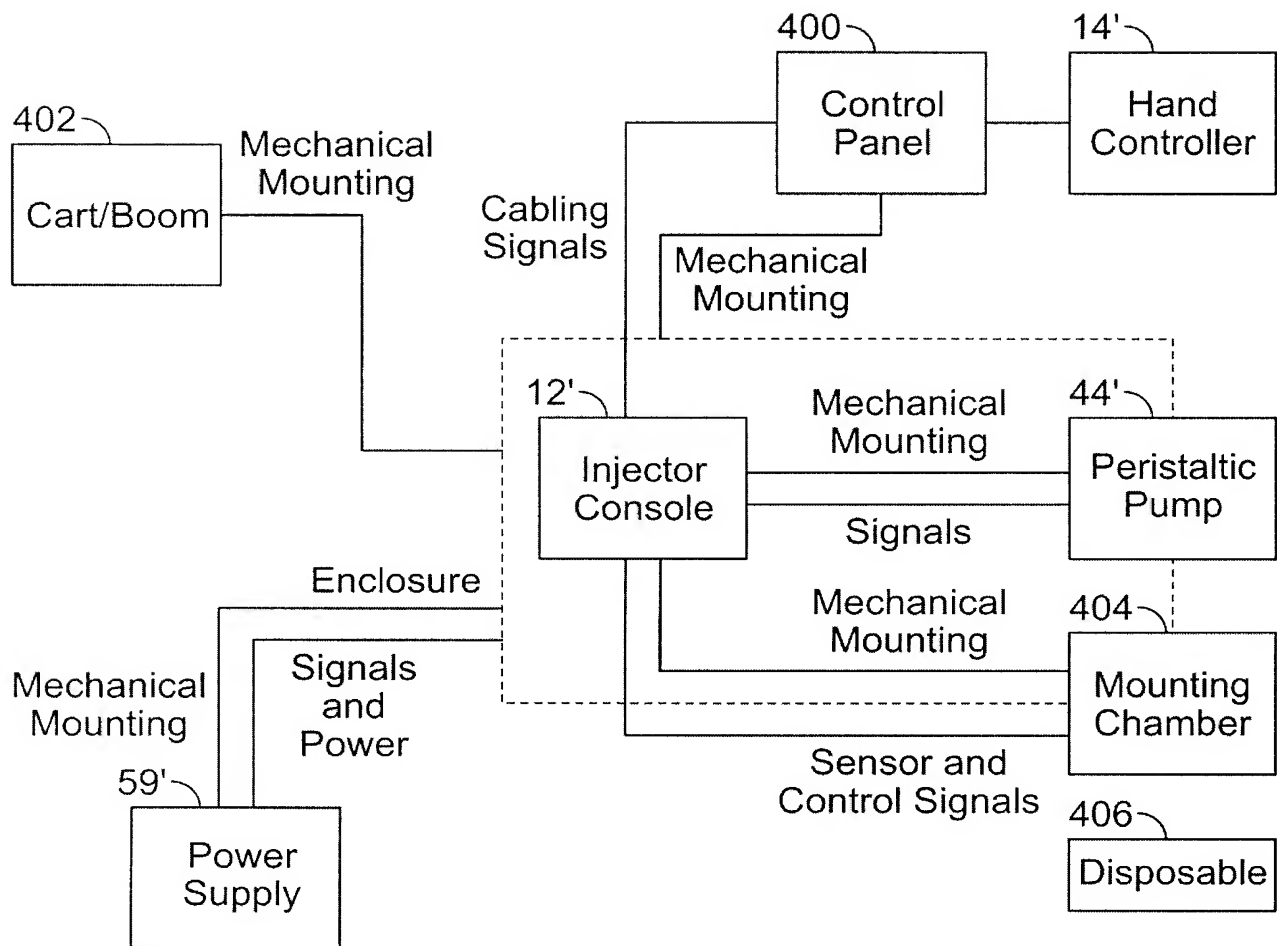 400
14'
Control
Panel
Hand
Controller
402
Mechanical
Mounting
Cart/Boom
Cabling
Signals
Mechanical
Mounting
12'
Injector
Console
Mechanical
Mounting
44'
Peristaltic
Pump
Signals
Enclosure
Mechanical
Mounting
404
Mounting
Chamber
Signals
and
Power
Mechanical
Mounting
Sensor and
Control Signals
59'
Power
Supply
406
Disposable